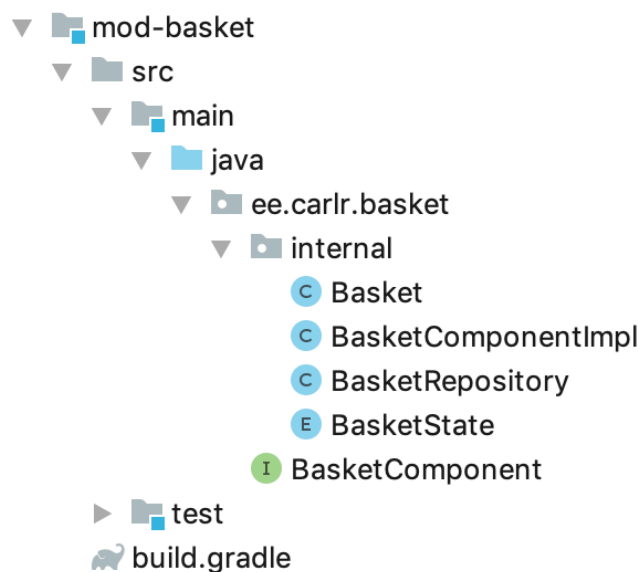 mod-basket
src
main
java
ee.carlr.basket
internal
C Basket
C BasketComponentImpl
C BasketRepository
E BasketState
I BasketComponent
test
build.gradle